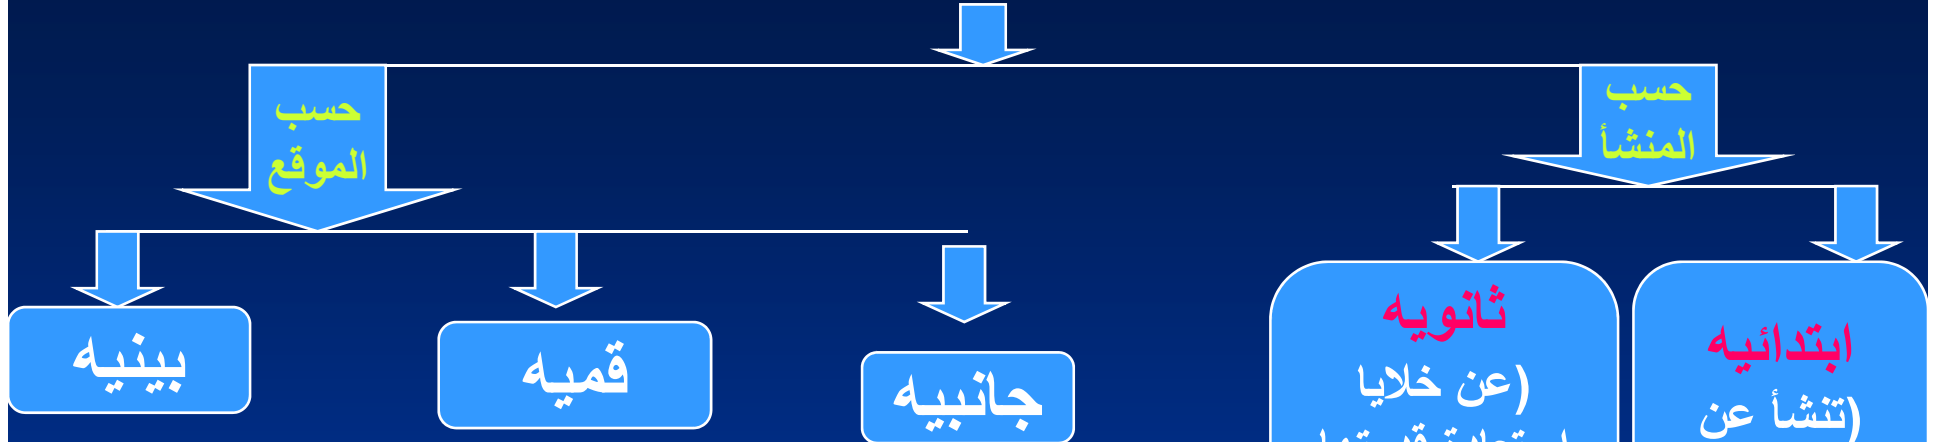 حسب
المنشأ
حسب
الموقع
ابتدائيه
(تنشأ عن
ثانويه
(عن خلايا
جانبيه
قميه
بينيه